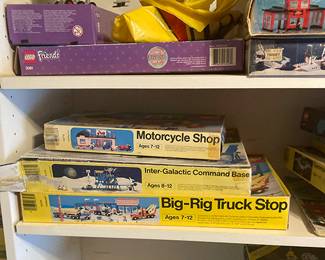 LEGO
Friends
Motorcycle Shop
Ages 7-12
Inter-Galactic Command Base
Ages 8-12
Big-Rig Truck Stop
Ages 7-12